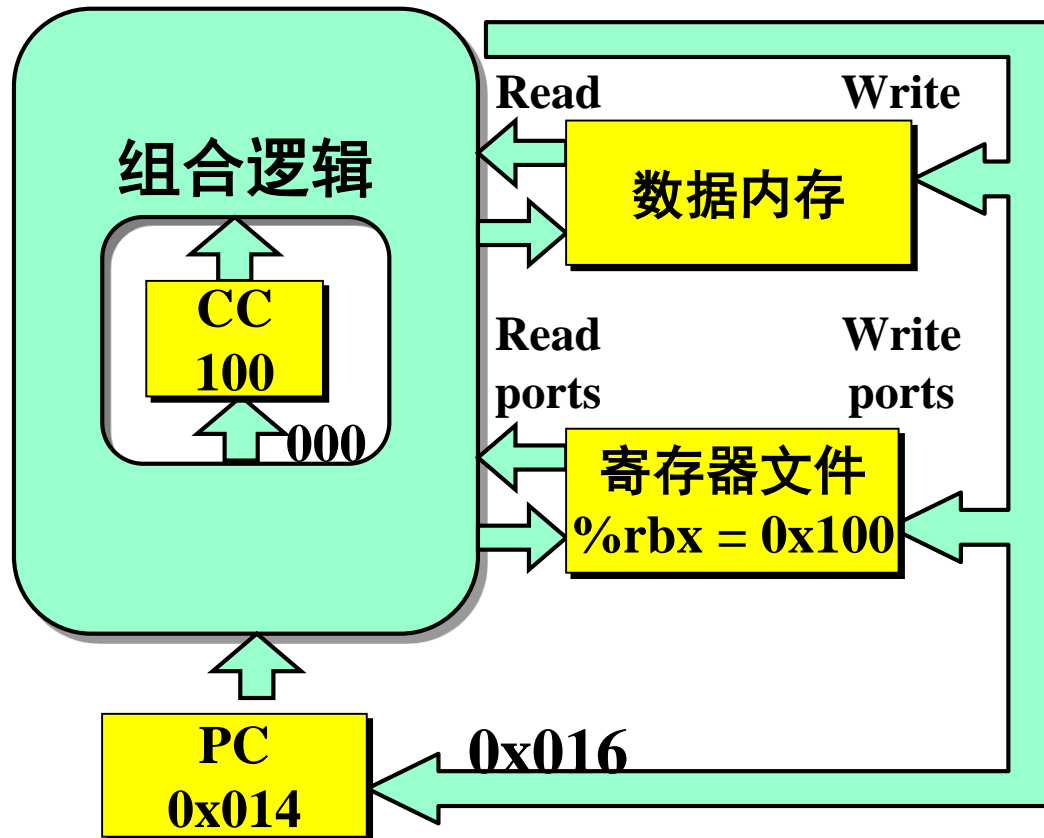 Read
Write
组合逻辑
数据内存
CC
100
000
Read
ports
Write
ports
寄存器文件
%rbx = 0x100
PC
0x014
0x016